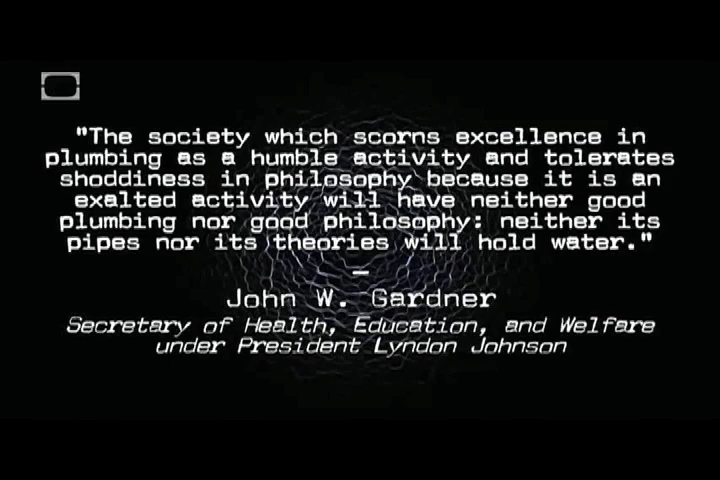 "The society which scorns excellence in
plumbing as a humble activity and tolerates
shoddiness in philosophy because it is an
exalted activity will have neither good
plumbing nor good philosophy: neither its
pipes nor its theories will hold water."
—
John W. Gardner
Secretary of Health, Education, and Welfare
under President Lyndon Johnson